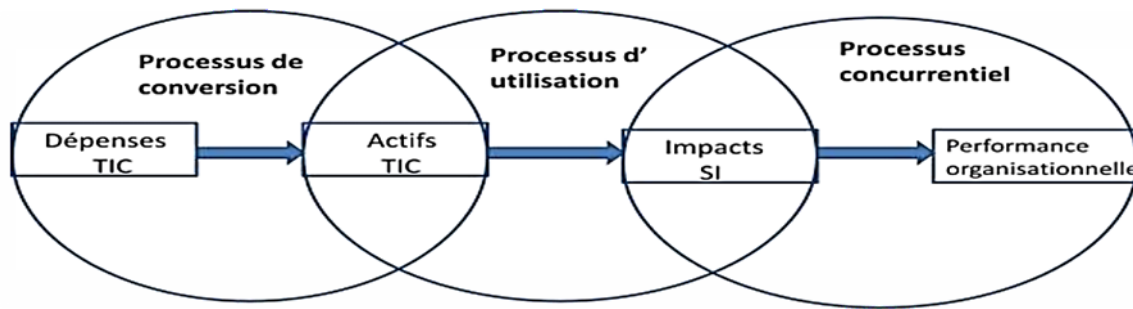 Processus de
conversion
Processus d’
utilisation
Processus
concurrentiel
Dépenses
TIC
Actifs
TIC
Impacts
SI
Performance
organisationnelle